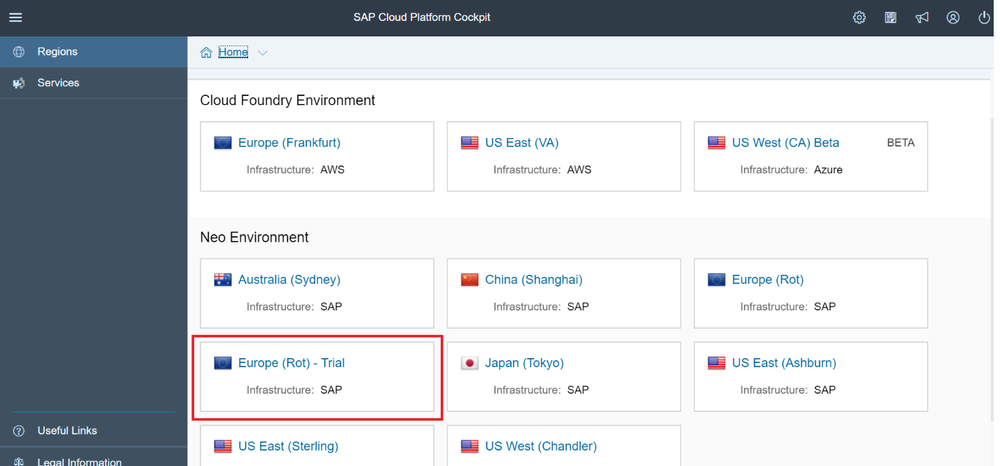 SAP Cloud Platform Cockpit
Regions
Services
Home
Cloud Foundry Environment
Europe (Frankfurt)
Infrastructure: AWS
US East (VA)
Infrastructure: AWS
US West (CA) Beta
BETA
Infrastructure: Azure
Neo Environment
Australia (Sydney)
Infrastructure: SAP
China (Shanghai)
Infrastructure: SAP
Europe (Rot)
Infrastructure: SAP
Europe (Rot) - Trial
Infrastructure: SAP
Japan (Tokyo)
Infrastructure: SAP
US East (Ashburn)
Infrastructure: SAP
US East (Sterling)
US West (Chandler)
Useful Links
Legal Information